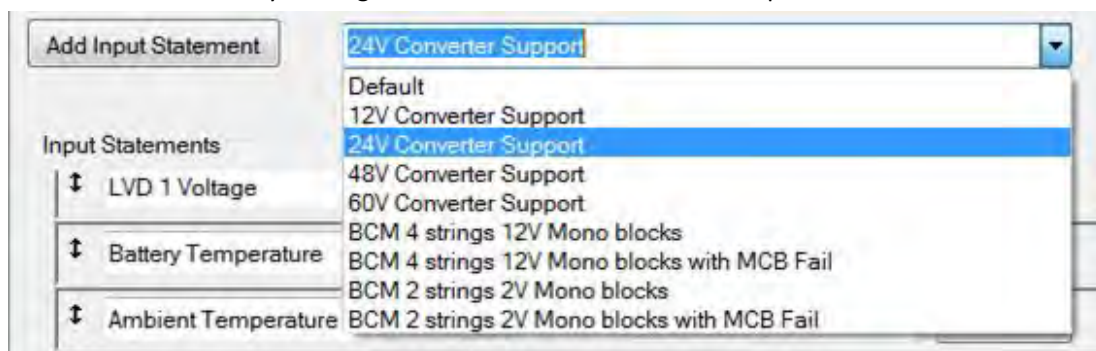 Add Input Statement
24V Converter Support
Default
12V Converter Support
24V Converter Support
48V Converter Support
60V Converter Support
BCM 4 strings 12V Mono blocks
BCM 4 strings 12V Mono blocks with MCB Fail
BCM 2 strings 2V Mono blocks
BCM 2 strings 2V Mono blocks with MCB Fail
Input Statements
LVD 1 Voltage
Battery Temperature
Ambient Temperature